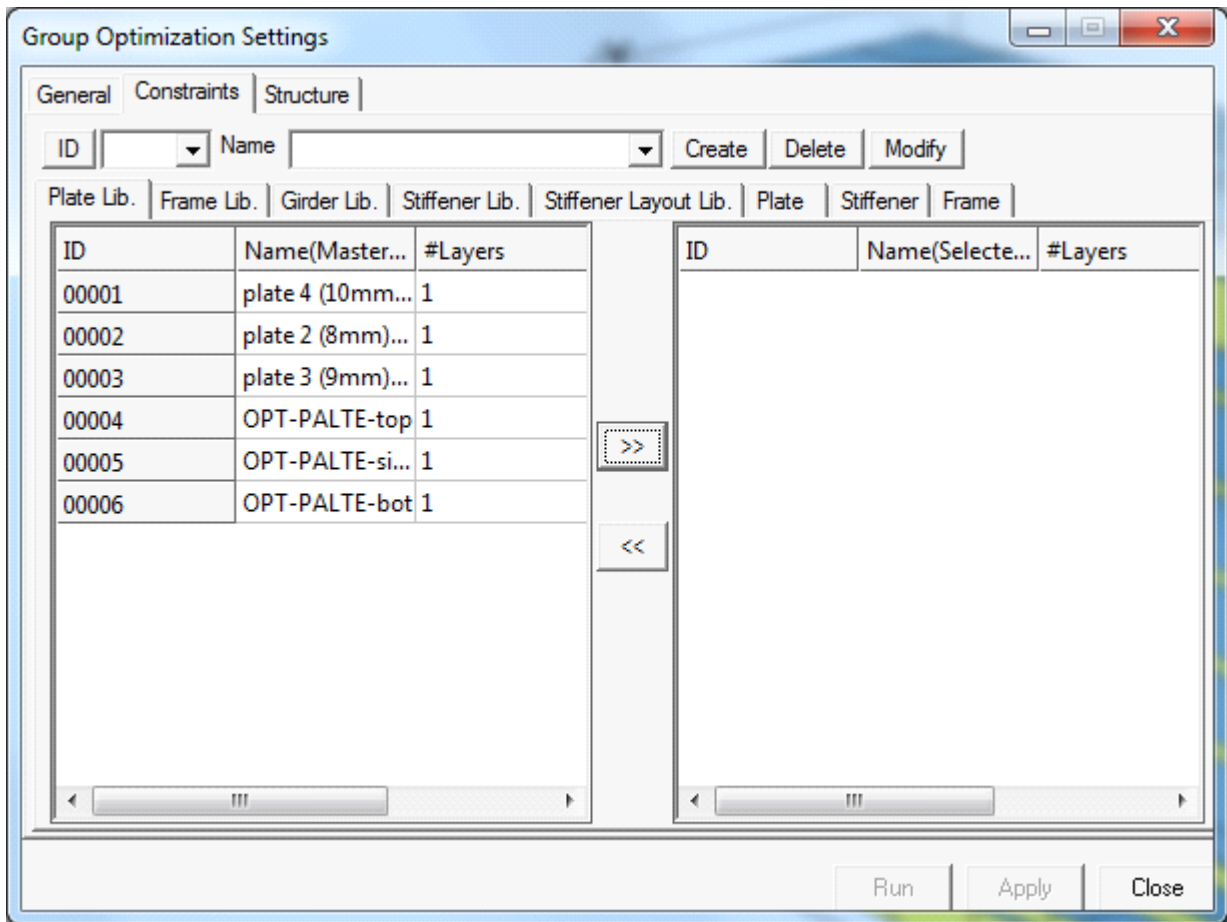 Group Optimization Settings
General Constraints Structure
ID Name Create Delete Modify
Plate Lib. Frame Lib. Girder Lib. Stiffener Lib. Stiffener Layout Lib. Plate Stiffener Frame
ID Name(Master... #Layers ID Name(Selecte... #Layers
00001 plate 4 (10mm... 1
00002 plate 2 (8mm)... 1
00003 plate 3 (9mm)... 1
00004 OPT-PALTE-top 1
>>
00005 OPT-PALTE-si... 1
00006 OPT-PALTE-bot 1
<<
Run Apply Close